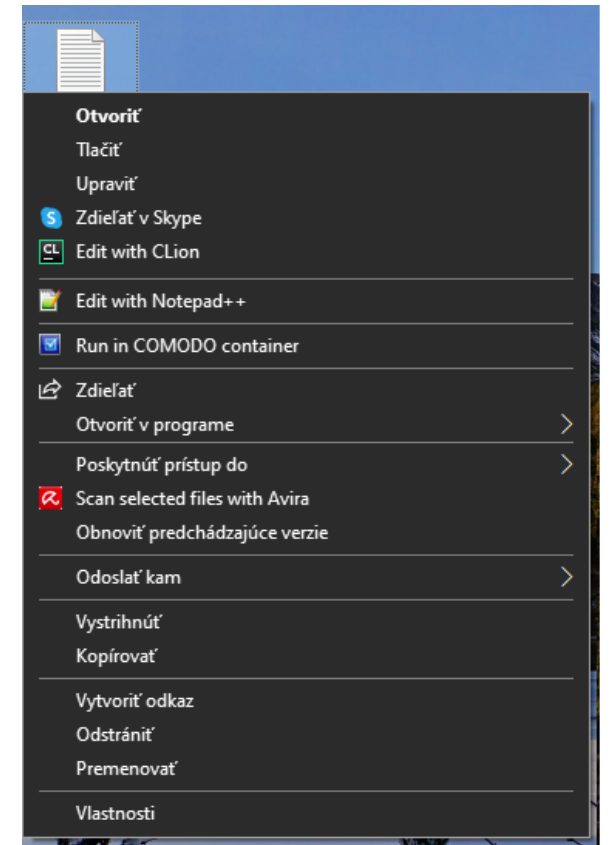 Otvoriť
Tlačiť
Upraviť
Zdieľať v Skype
Edit with CLion
Edit with Notepad++
Run in COMODO container
Zdieľať
Otvoriť v programe
Poskytnúť prístup do
Scan selected files with Avira
Obnoviť predchádzajúce verzie
Odoslať kam
Vystrihnúť
Kopírovať
Vytvoriť odkaz
Odstrániť
Premenovať
Vlastnosti